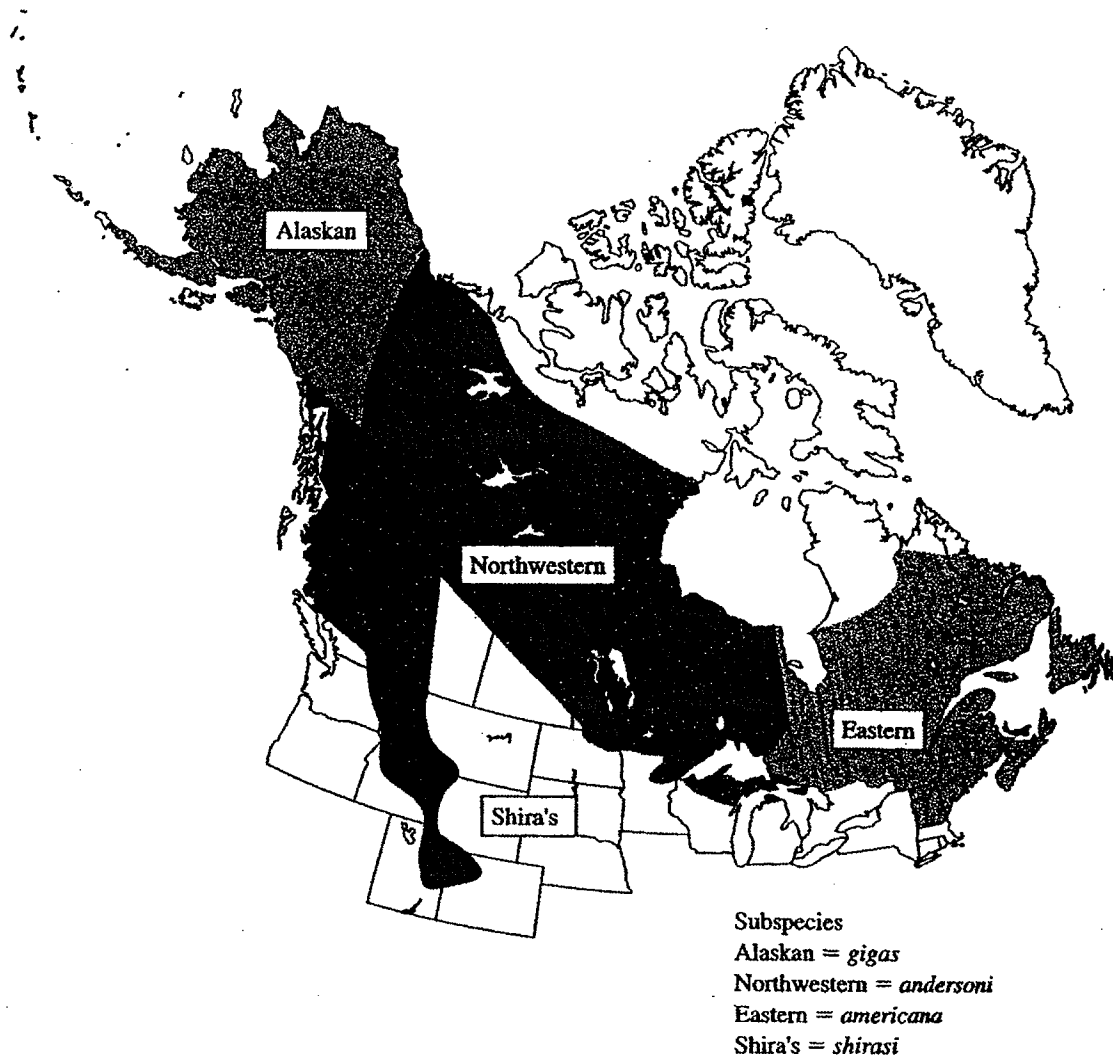 Alaskan
Northwestern
Eastern
Shira's
Subspecies
Alaskan = gigas
Northwestern = andersoni
Eastern = americana
Shira's = shirasi